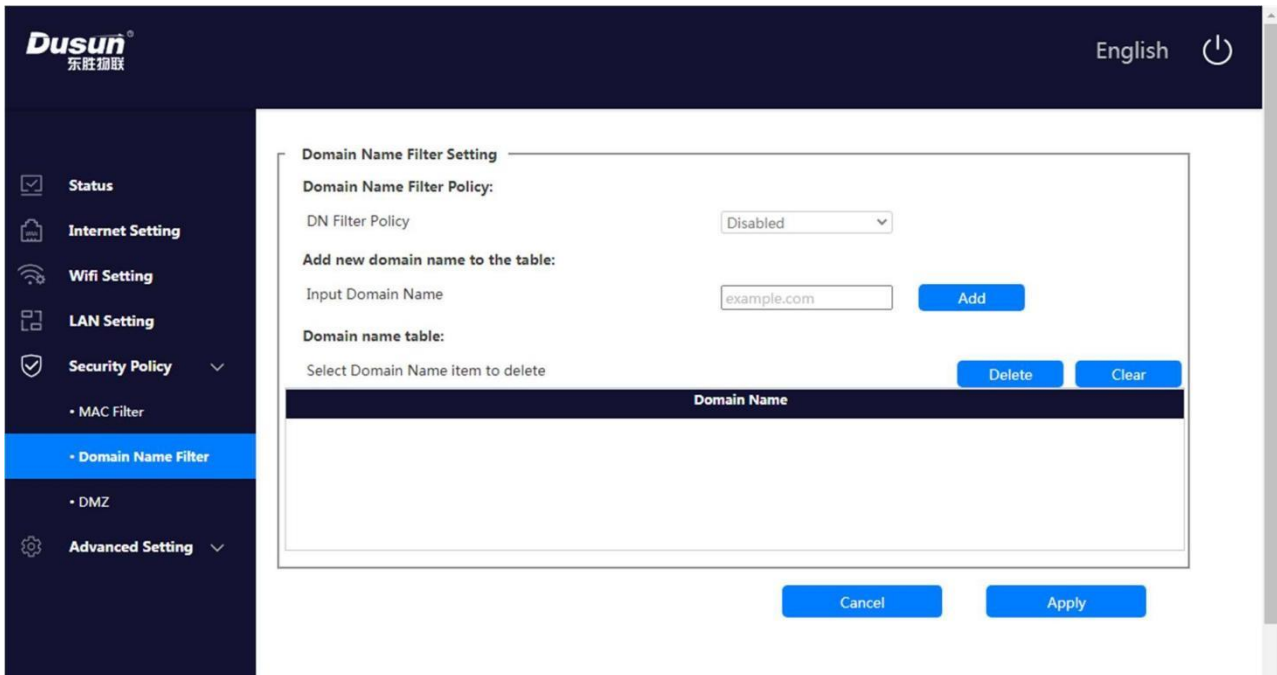 Dusun®
东胜物联
English
Status
Internet Setting
Wifi Setting
LAN Setting
Security Policy
• MAC Filter
• Domain Name Filter
• DMZ
Advanced Setting
Domain Name Filter Setting
Domain Name Filter Policy:
DN Filter Policy Disabled
Add new domain name to the table:
Input Domain Name example.com Add
Domain name table:
Select Domain Name item to delete Delete Clear
Domain Name
Cancel Apply